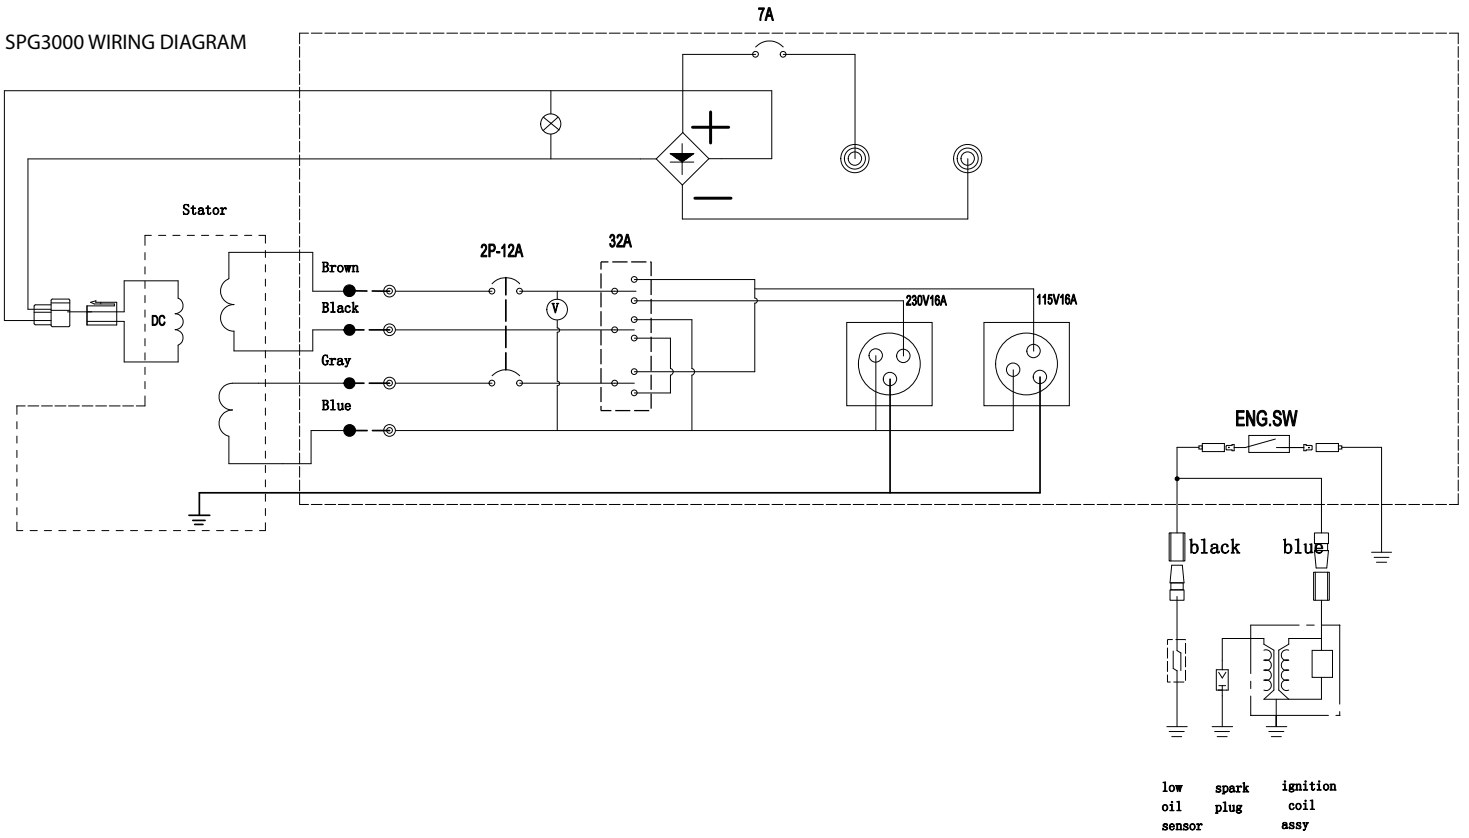 7A
SPG3000 WIRING DIAGRAM
Stator
2P-12A
32A
Brown
Black
230V16A
115V16A
V
DC
Gray
Blue
ENG.SW
black
blue
low
oil
sensor
spark
plug
ignition
coil
assy